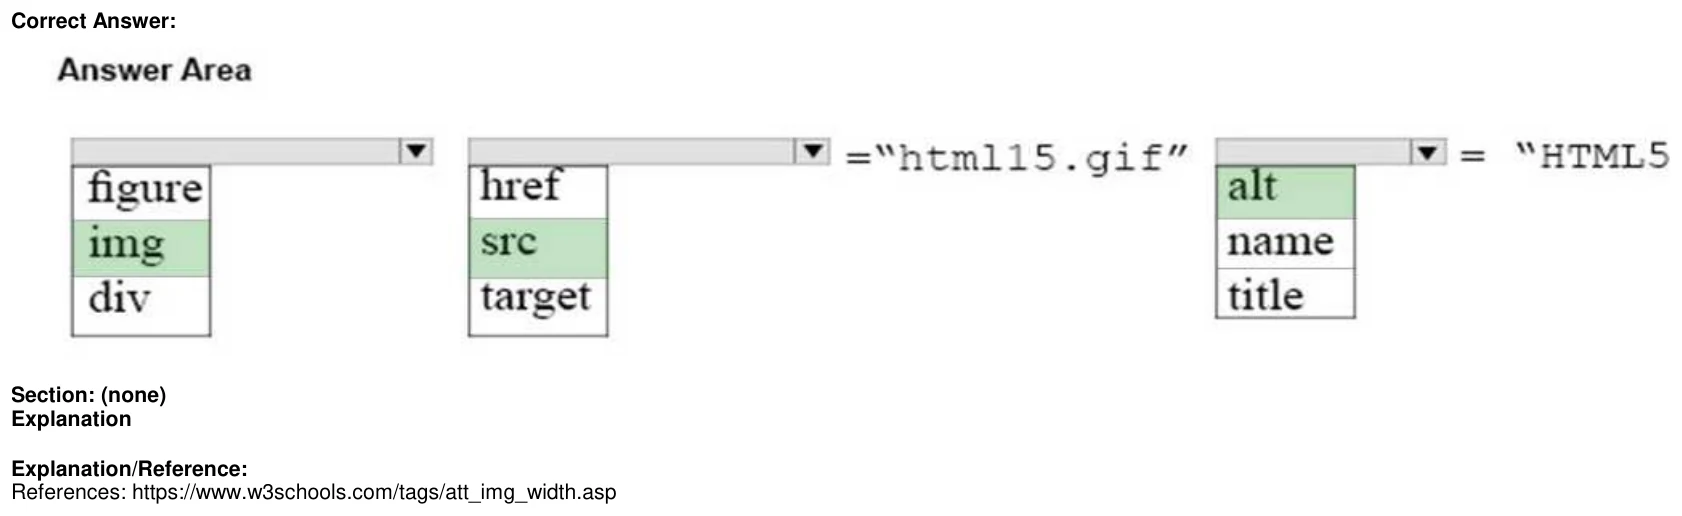 Correct Answer:
Answer Area
="html15.gif" = "HTML5
figure href alt
img src name
div target title
Section: (none)
Explanation
Explanation/Reference:
References: https://www.w3schools.com/tags/att_img_width.asp